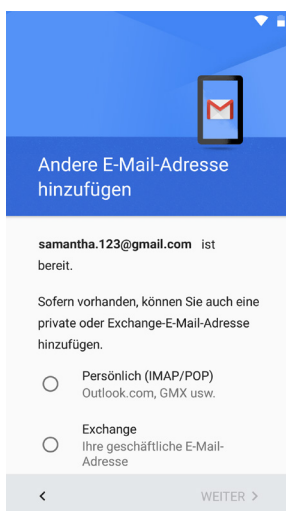 Andere E-Mail-Adresse
hinzufügen
samantha.123@gmail.com ist
bereit.
Sofern vorhanden, können Sie auch eine
private oder Exchange-E-Mail-Adresse
hinzufügen.
Persönlich (IMAP/POP)
Outlook.com, GMX usw.
Exchange
Ihre geschäftliche E-Mail-
Adresse
WEITER